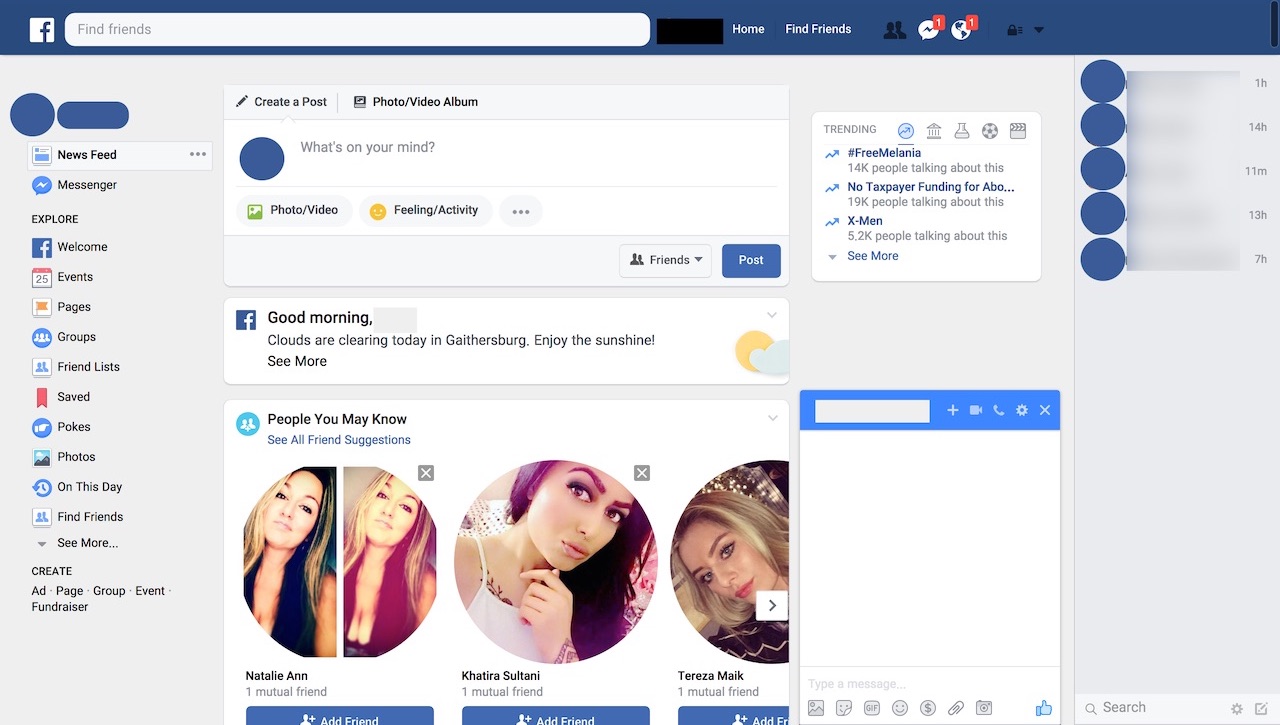 Find friends
Home
Find Friends
1
1
News Feed
Messenger
EXPLORE
Welcome
25
Events
Pages
Groups
Friend Lists
Saved
Pokes
Photos
On This Day
Find Friends
See More...
CREATE
Ad · Page · Group · Event ·
Fundraiser
Create a Post
Photo/Video Album
What's on your mind?
Photo/Video
Feeling/Activity
Friends
Post
Good morning,
Clouds are clearing today in Gaithersburg. Enjoy the sunshine!
See More
People You May Know
See All Friend Suggestions
Natalie Ann
1 mutual friend
Add Friend
Khatira Sultani
1 mutual friend
Add Friend
Tereza Maik
1 mutual friend
Add Fr
TRENDING
#FreeMelania
14K people talking about this
No Taxpayer Funding for Abo...
19K people talking about this
X-Men
5,2K people talking about this
See More
Type a message...
GIF
1h
14h
11m
13h
7h
Search